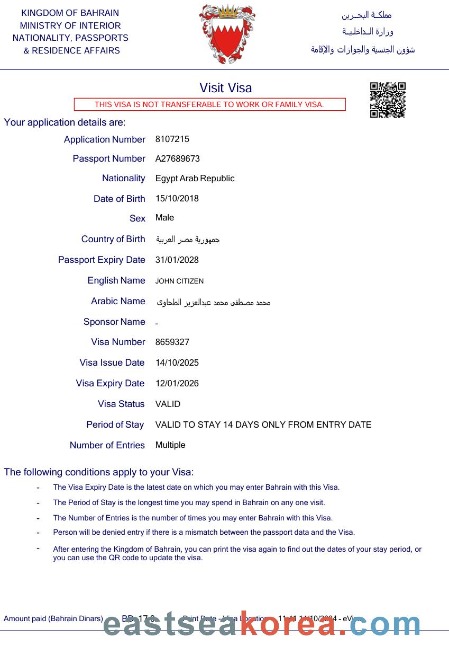 KINGDOM OF BAHRAIN
MINISTRY OF INTERIOR
NATIONALITY, PASSPORTS
& RESIDENCE AFFAIRS
مملكة البحرين
وزارة الداخلية
شؤون الجنسية والجوازات والإقامة
Visit Visa
THIS VISA IS NOT TRANSFERABLE TO WORK OR FAMILY VISA.
Your application details are:
Application Number 8107215
Passport Number A27689673
Nationality Egypt Arab Republic
Date of Birth 15/10/2018
Sex Male
Country of Birth جمهورية مصر العربية
Passport Expiry Date 31/01/2028
English Name JOHN CITIZEN
Arabic Name محمد مصطفى محمد عبدالعزيز الطحاوى
Sponsor Name -
Visa Number 8659327
Visa Issue Date 14/10/2025
Visa Expiry Date 12/01/2026
Visa Status VALID
Period of Stay VALID TO STAY 14 DAYS ONLY FROM ENTRY DATE
Number of Entries Multiple
The following conditions apply to your Visa:
- The Visa Expiry Date is the latest date on which you may enter Bahrain with this Visa.
- The Period of Stay is the longest time you may spend in Bahrain on any one visit.
- The Number of Entries is the number of times you may enter Bahrain with this Visa.
- Person will be denied entry if there is a mismatch between the passport data and the Visa.
- After entering the Kingdom of Bahrain, you can print the visa again to find out the dates of your stay period, or
you can use the QR code to update the visa.
Amount paid (Bahrain Dinars) BD 17.0
eastseakorea.com